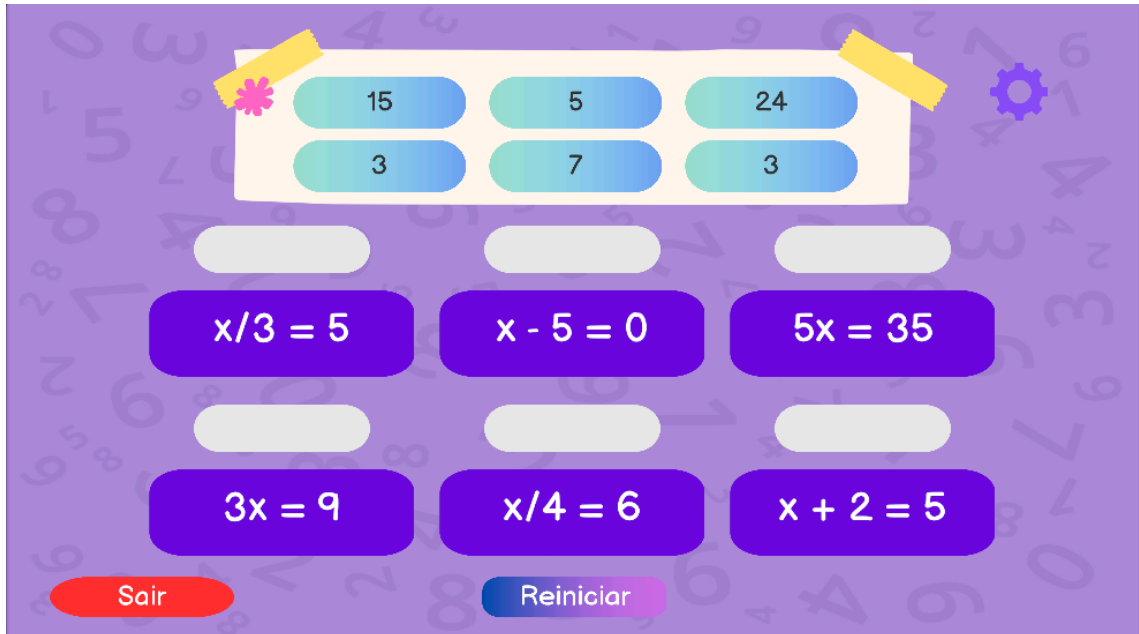 15 5 24
3 7 3
x/3 = 5 x - 5 = 0 5x = 35
3x = 9 x/4 = 6 x + 2 = 5
Sair Reiniciar